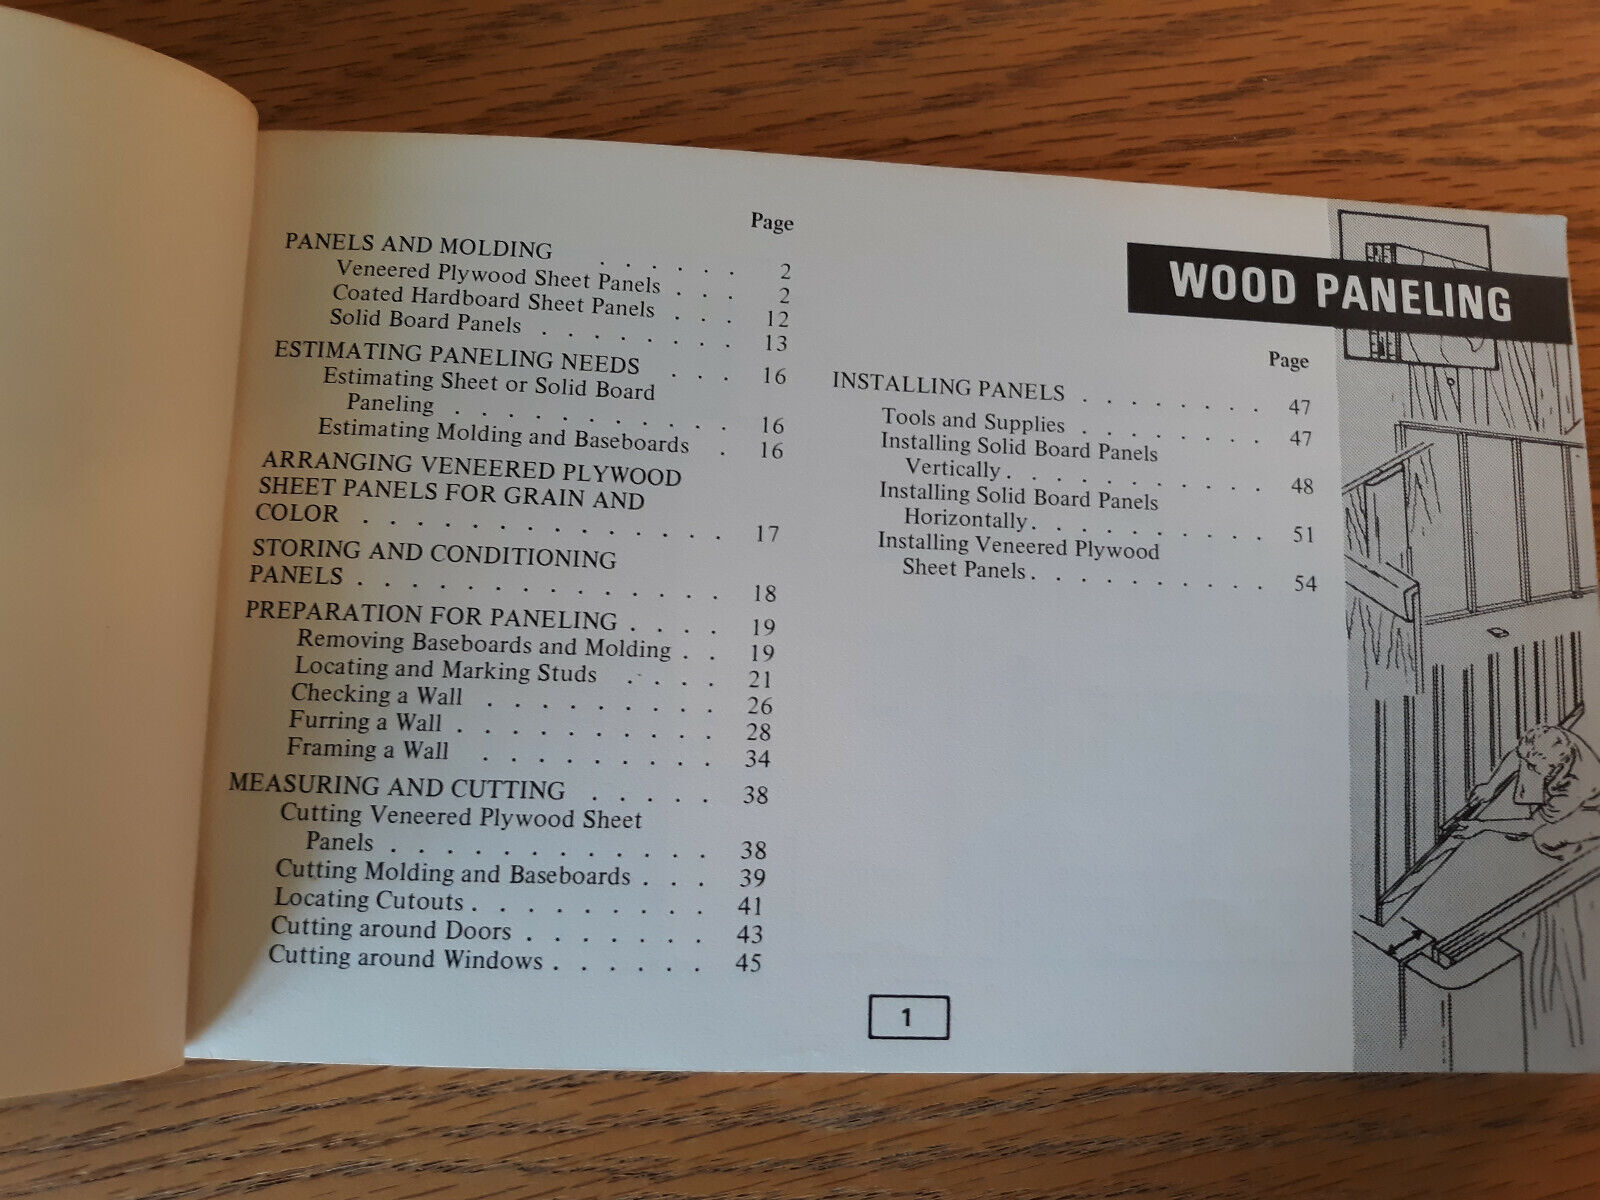 WOOD PANELING
Page
PANELS AND MOLDING . . . . . . 2
Veneered Plywood Sheet Panels . . . 2
Coated Hardboard Sheet Panels . . . 12
Solid Board Panels . . . . . . . . 13
ESTIMATING PANELING NEEDS . . . 16
Estimating Sheet or Solid Board
Paneling . . . . . . . . . . . 16
Estimating Molding and Baseboards . 16
ARRANGING VENEERED PLYWOOD
SHEET PANELS FOR GRAIN AND
COLOR . . . . . . . . . . . . . . 17
STORING AND CONDITIONING
PANELS . . . . . . . . . . . . . . 18
PREPARATION FOR PANELING . . . . 19
Removing Baseboards and Molding . . 19
Locating and Marking Studs . . . . 21
Checking a Wall . . . . . . . . . 26
Furring a Wall . . . . . . . . . . 28
Framing a Wall . . . . . . . . . 34
MEASURING AND CUTTING . . . . . 38
Cutting Veneered Plywood Sheet
Panels . . . . . . . . . . . . 38
Cutting Molding and Baseboards . . . 39
Locating Cutouts . . . . . . . . . 41
Cutting around Doors . . . . . . . 43
Cutting around Windows . . . . . . 45
Page
INSTALLING PANELS . . . . . . . . 47
Tools and Supplies . . . . . . . . 47
Installing Solid Board Panels
Vertically . . . . . . . . . . . 48
Installing Solid Board Panels
Horizontally . . . . . . . . . . 51
Installing Veneered Plywood
Sheet Panels . . . . . . . . . . 54
1